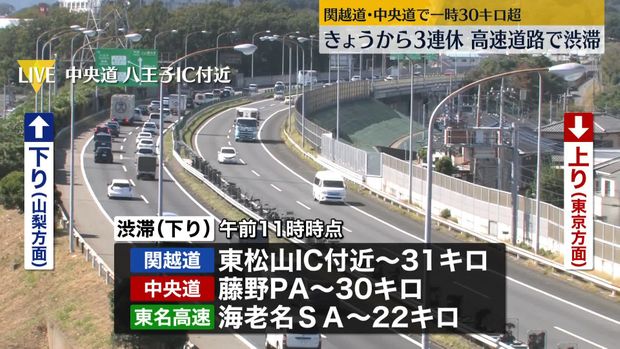 関越道・中央道で一時30キロ超
きょうから3連休 高速道路で渋滞
LIVE 中央道 八王子IC付近
下り(山梨方面)
上り(東京方面)
渋滞(下り) 午前11時時点
関越道 東松山IC付近～31キロ
中央道 藤野PA～30キロ
東名高速 海老名SA～22キロ